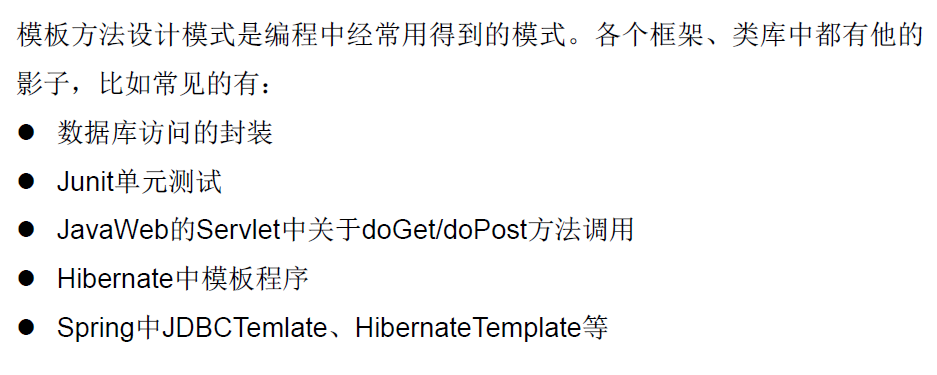 模板方法设计模式是编程中经常用得到的模式。各个框架、类库中都有他的
影子，比如常见的有：
● 数据库访问的封装
● Junit单元测试
● JavaWeb的Servlet中关于doGet/doPost方法调用
● Hibernate中模板程序
● Spring中JDBCTemlate、HibernateTemplate等